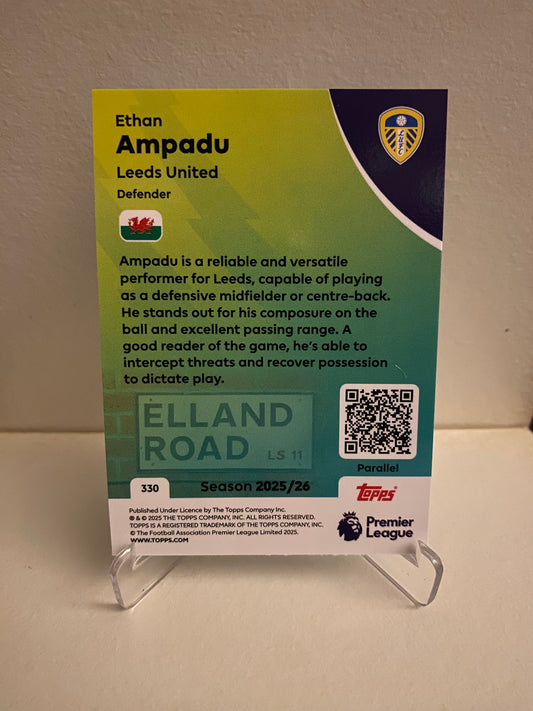 Ethan
Ampadu
Leeds United
Defender
LUFC
Ampadu is a reliable and versatile
performer for Leeds, capable of playing
as a defensive midfielder or centre-back.
He stands out for his composure on the
ball and excellent passing range. A
good reader of the game, he's able to
intercept threats and recover possession
to dictate play.
ELLAND
ROAD LS 11
Parallel
330
Season 2025/26
Topps
Published Under Licence by The Topps Company Inc.
® & © 2025 THE TOPPS COMPANY, INC. ALL RIGHTS RESERVED.
TOPPS IS A REGISTERED TRADEMARK OF THE TOPPS COMPANY, INC.
© The Football Association Premier League Limited 2025.
WWW.TOPPS.COM
Premier
League